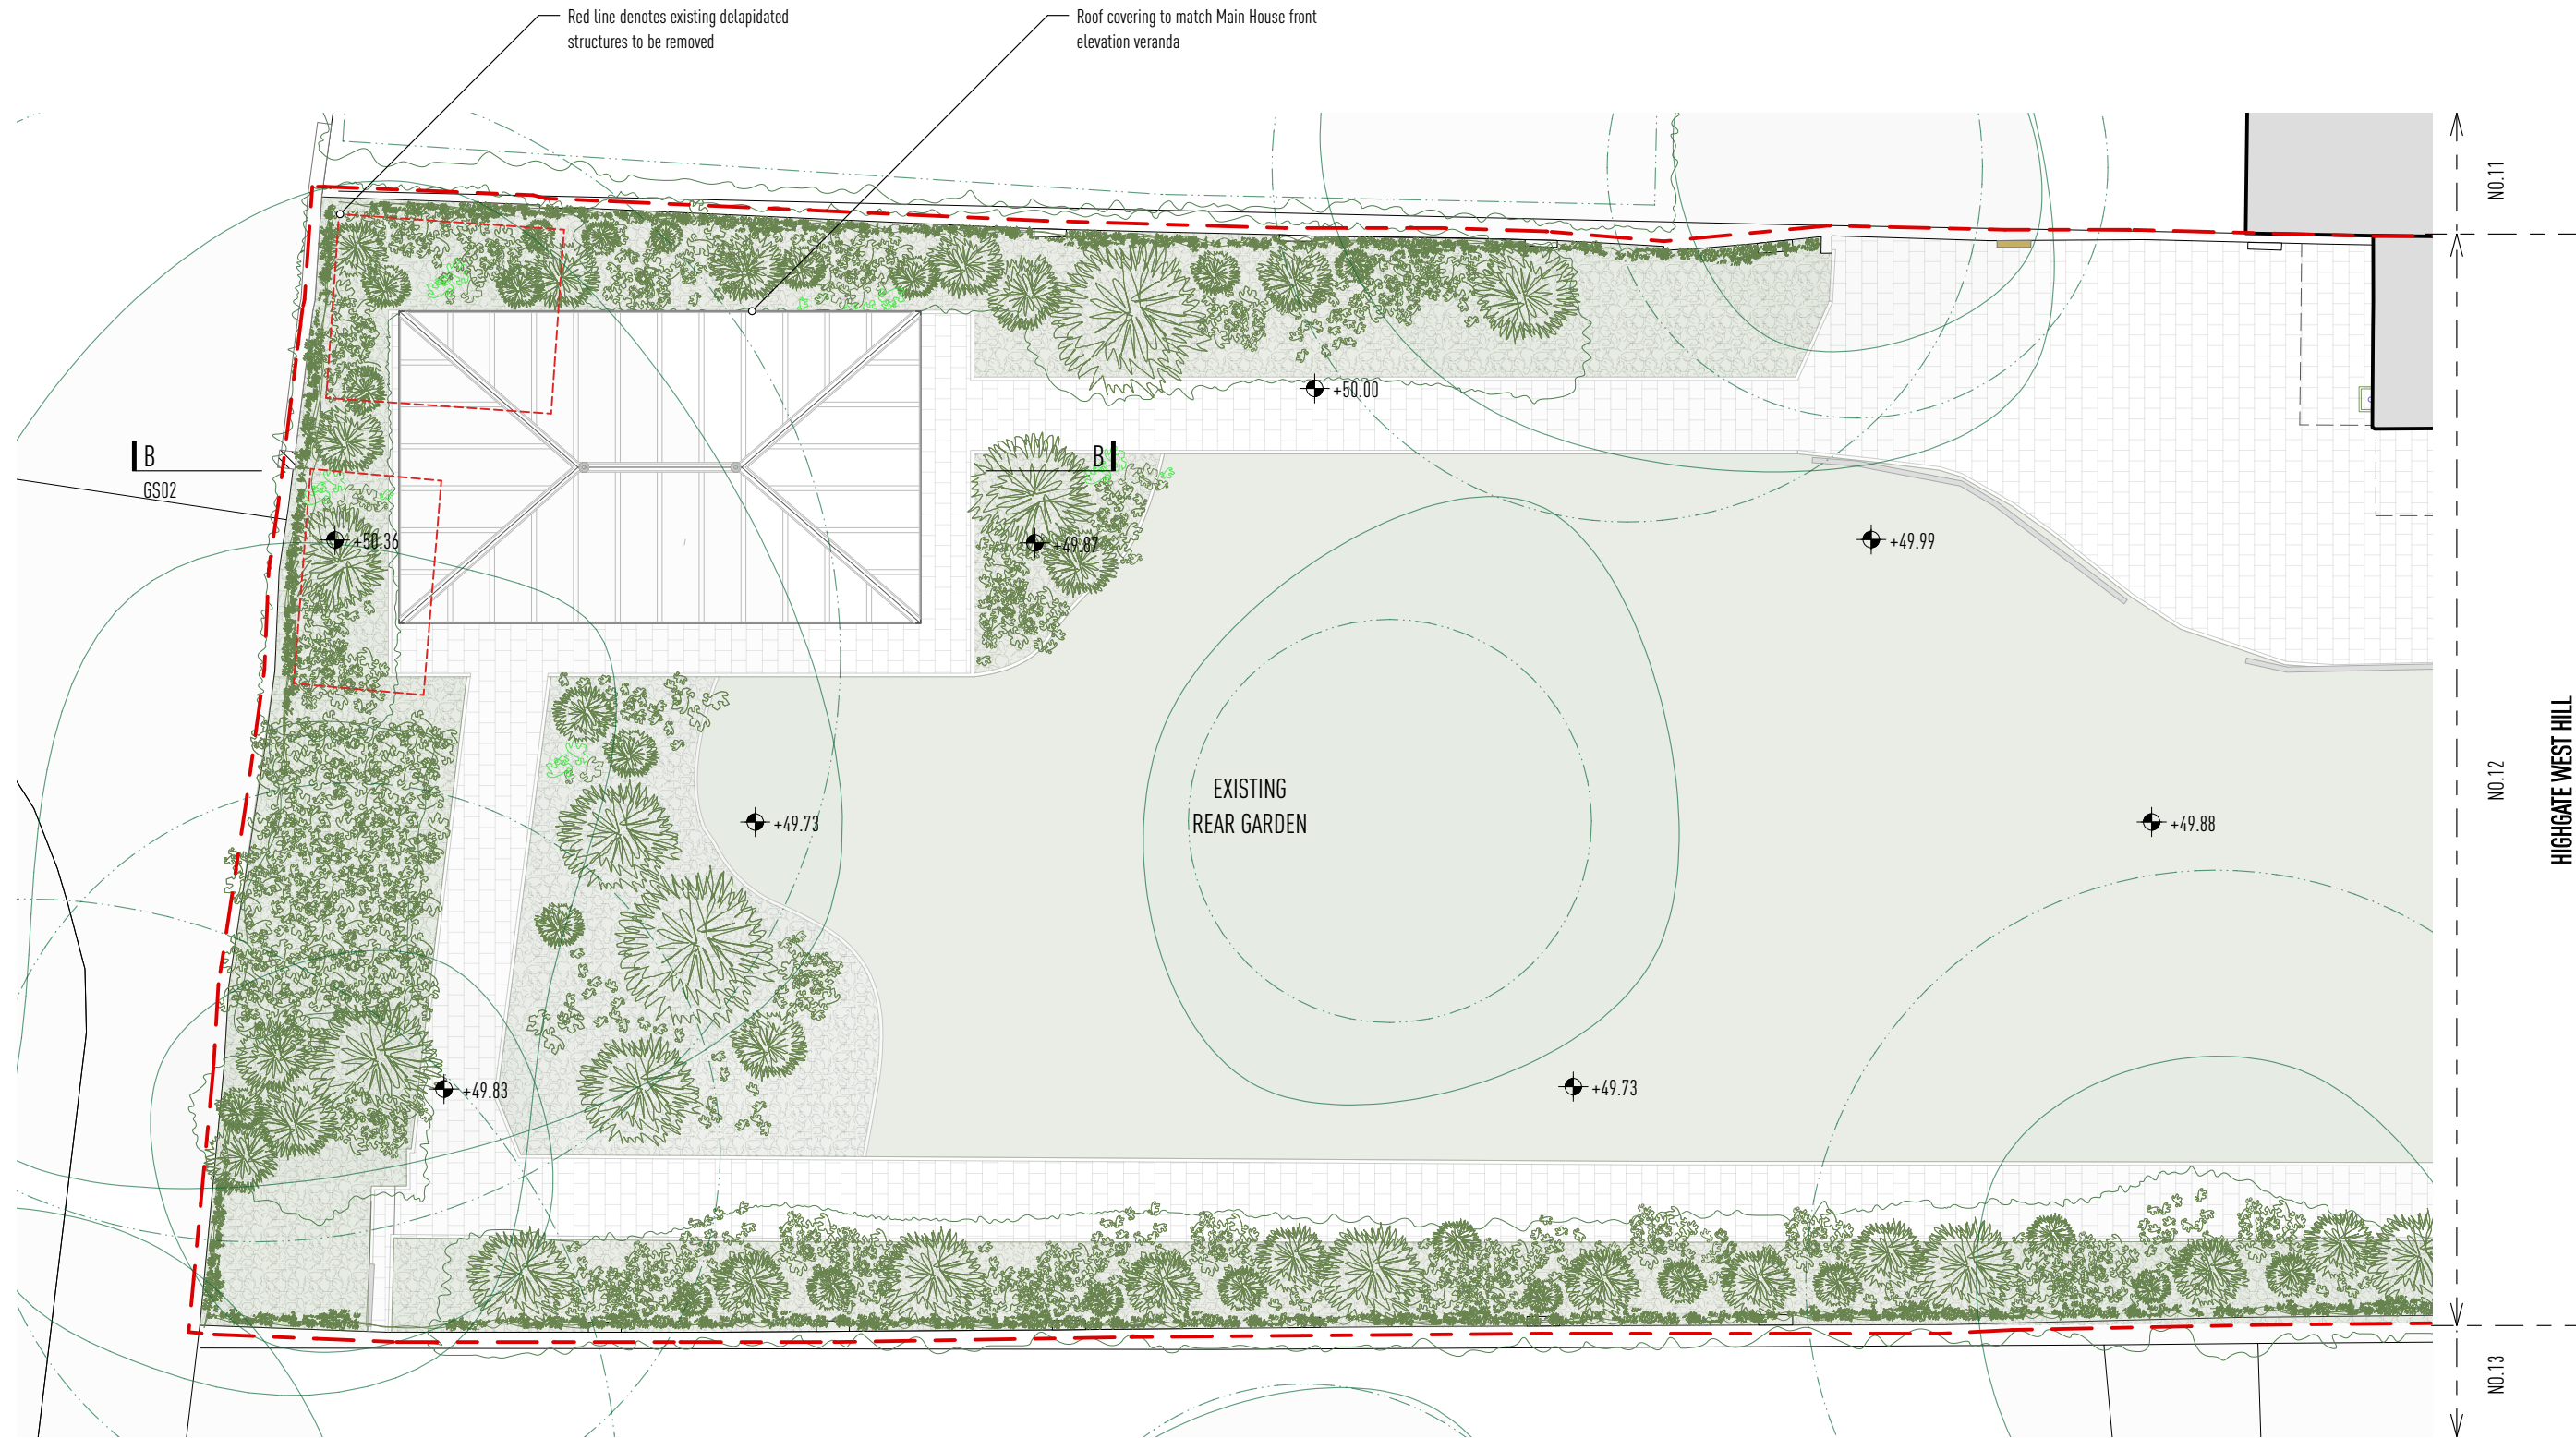 Red line denotes existing delapidated
structures to be removed
Roof covering to match Main House front
elevation veranda
NO.11
+50.00
B
GS02
B
+50.36
+49.87
+49.99
EXISTING
REAR GARDEN
+49.73
+49.88
NO.12
HIGHGATE WEST HILL
+49.83
+49.73
NO.13